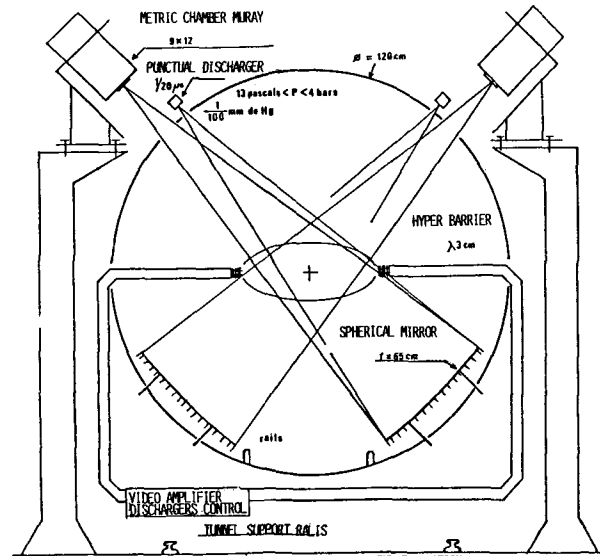 METRIC CHAMBER MURAY
9 x 12
PUNCTUAL DISCHARGER
1/20 µs
ø = 120 cm
13 pascals < P < 4 bars
1/100 mm de Hg
HYPER BARRIER
λ 3 cm
SPHERICAL MIRROR
f = 65 cm
rails
VIDEO AMPLIFIER
DISCHARGERS CONTROL
TUNNEL SUPPORT RALIS